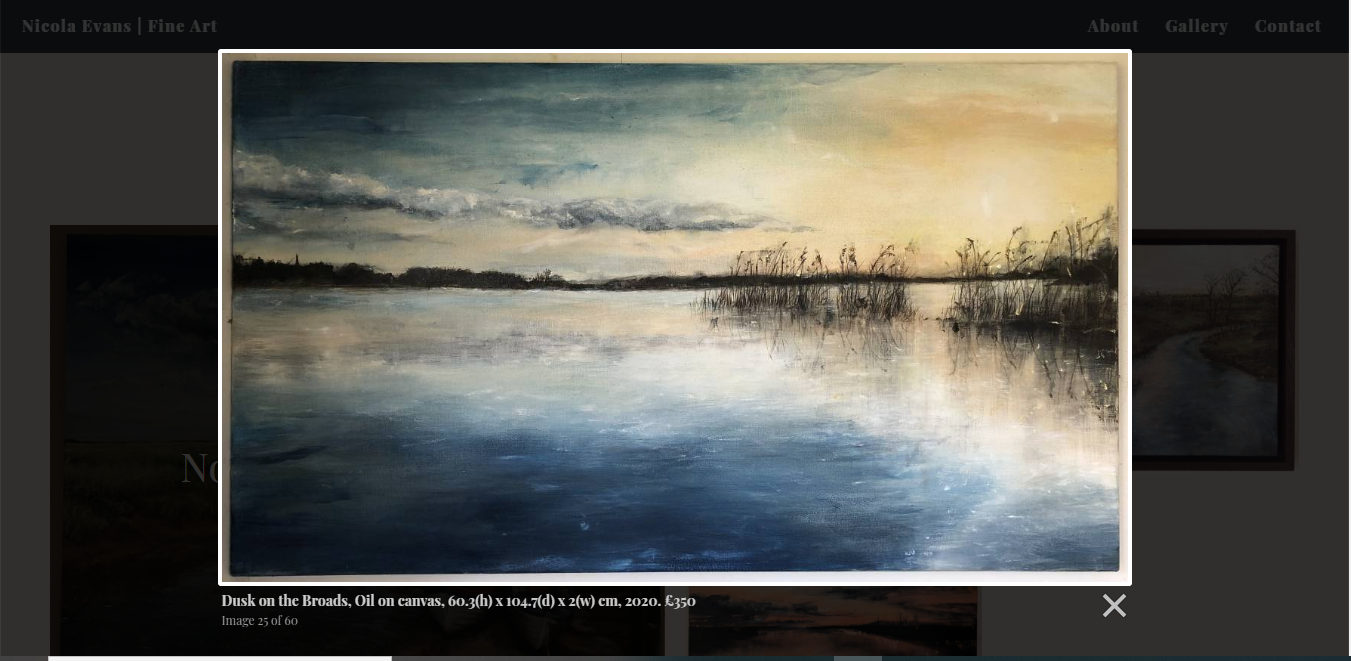 Nicola Evans | Fine Art
About Gallery Contact
Dusk on the Broads, Oil on canvas, 60.3(h) x 104.7(d) x 2(w) cm, 2020. £350
Image 25 of 60